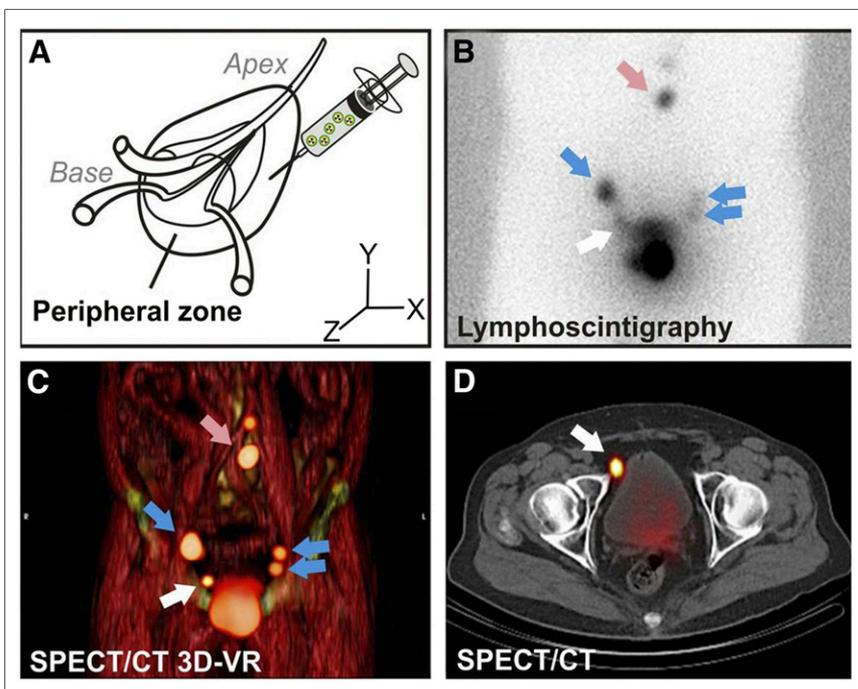 A
Apex
Base
Peripheral zone
Y
X
Z
B
Lymphoscintigraphy
C
R
L
SPECT/CT 3D-VR
D
SPECT/CT